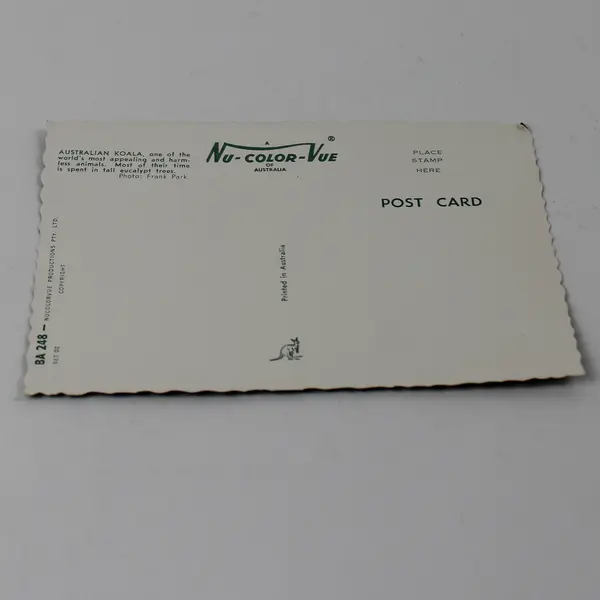 AUSTRALIAN KOALA, one of the
world's most appealing and harm-
less animals. Most of their time
is spent in tall eucalypt trees.
Photo: Frank Park.
A
NU-COLOR-VUE ®
OF
AUSTRALIA
PLACE
STAMP
HERE
POST CARD
Printed in Australia
BA 248 — NUCOLORVUE PRODUCTIONS PTY. LTD.
COPYRIGHT